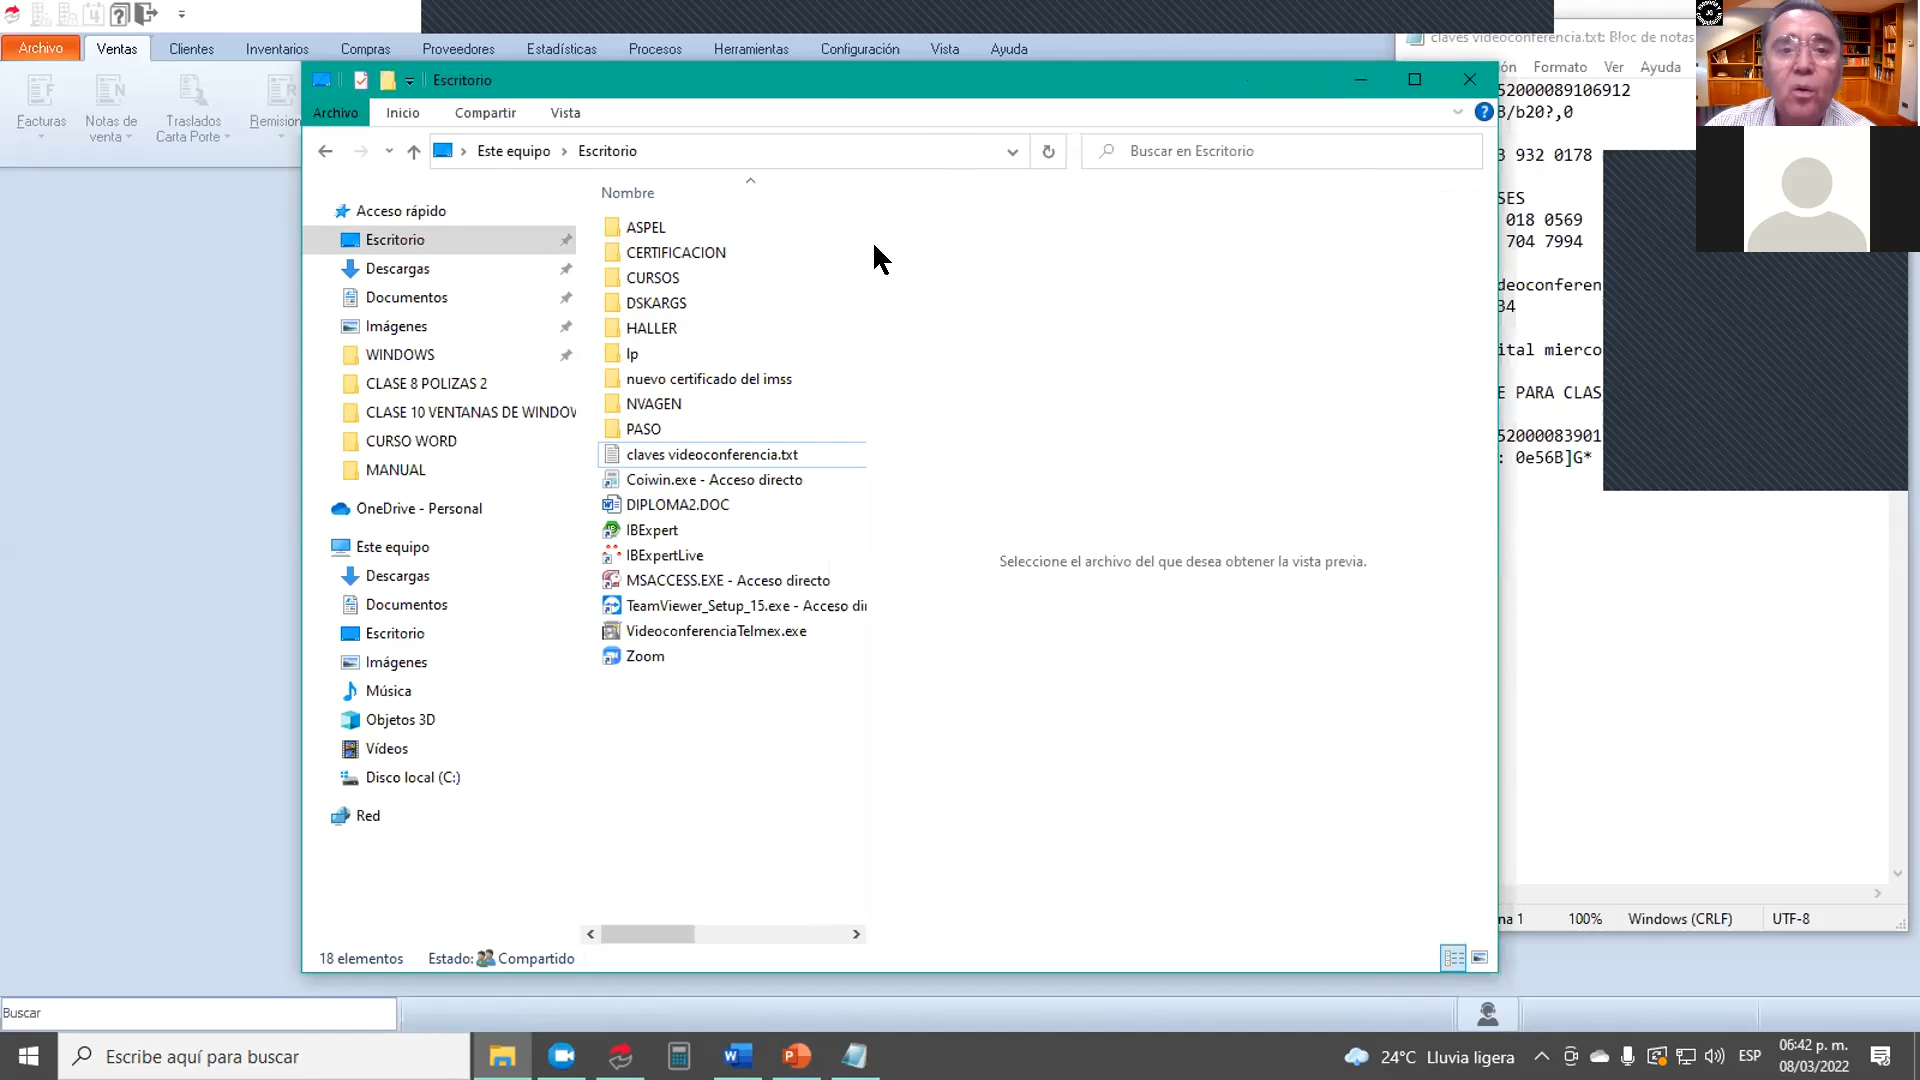 Archivo
Ventas
Clientes
Inventarios
Compras
Proveedores
Estadísticas
Procesos
Herramientas
Configuración
Vista
Ayuda
Facturas
Notas de
venta
Traslados
Carta Porte
Remision
Escritorio
Archivo
Inicio
Compartir
Vista
Este equipo
Escritorio
Buscar en Escritorio
Acceso rápido
Escritorio
Descargas
Documentos
Imágenes
WINDOWS
CLASE 8 POLIZAS 2
CLASE 10 VENTANAS DE WINDOV
CURSO WORD
MANUAL
OneDrive - Personal
Este equipo
Descargas
Documentos
Escritorio
Imágenes
Música
Objetos 3D
Vídeos
Disco local (C:)
Red
Nombre
ASPEL
CERTIFICACION
CURSOS
DSKARGS
HALLER
nuevo certificado del imss
NVAGEN
PASO
claves videoconferencia.txt
Coiwin.exe - Acceso directo
DIPLOMA2.DOC
IBExpert
IBExpertLive
MSACCESS.EXE - Acceso directo
TeamViewer_Setup_15.exe - Acceso dir
VideoconferenciaTelmex.exe
Zoom
Seleccione el archivo del que desea obtener la vista previa.
18 elementos
Estado:
Compartido
claves videoconferencia.txt: Bloc de notas
ón
Formato
Ver
Ayuda
52000089106912
8/b20?,0
3 932 0178
SES
018 0569
704 7994
deoconferen
34
ital mierco
E PARA CLAS
52000083901
: 0e56B]G*
na 1
100%
Windows (CRLF)
UTF-8
Buscar
Escribe aquí para buscar
24°C Lluvia ligera
ESP
06:42 p. m.
08/03/2022